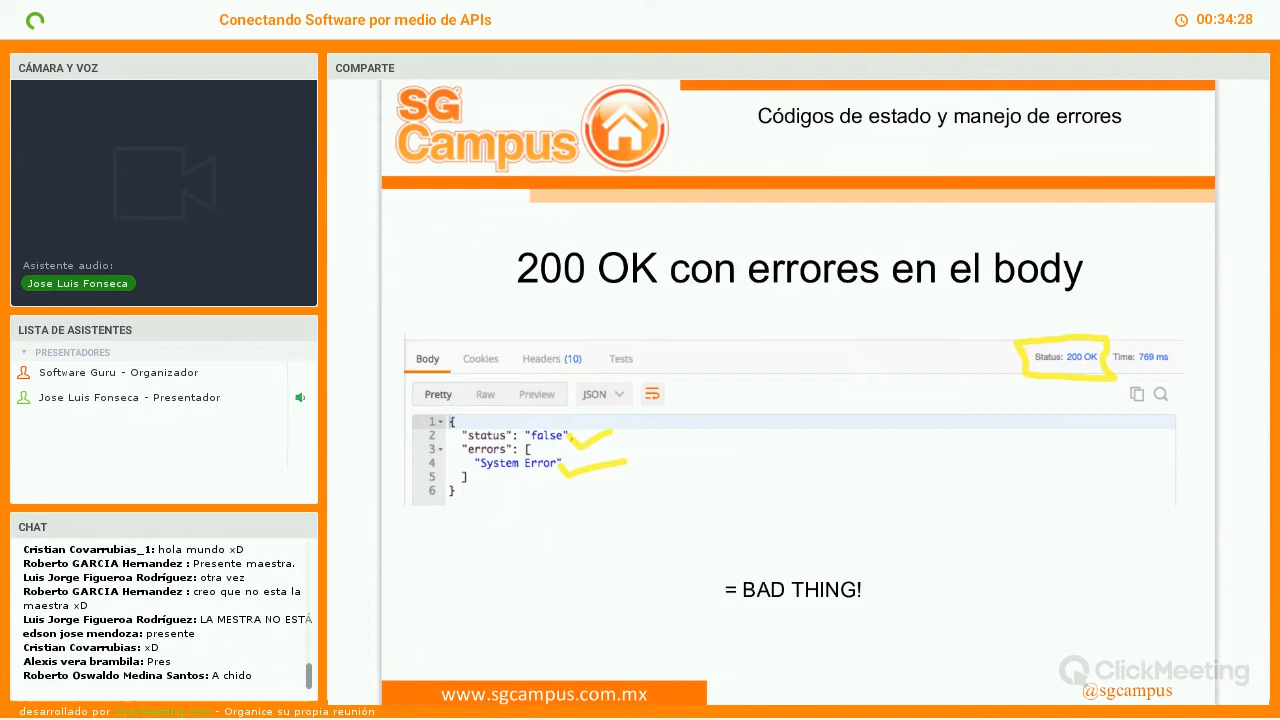 Conectando Software por medio de APIs
00:34:28
CÁMARA Y VOZ
Asistente audio:
Jose Luis Fonseca
LISTA DE ASISTENTES
PRESENTADORES
Software Guru - Organizador
Jose Luis Fonseca - Presentador
CHAT
Cristian Covarrubias_1: hola mundo xD
Roberto GARCIA Hernandez : Presente maestra.
Luis Jorge Figueroa Rodríguez: otra vez
Roberto GARCIA Hernandez : creo que no esta la
maestra xD
Luis Jorge Figueroa Rodríguez: LA MESTRA NO ESTÁ
edson jose mendoza: presente
Cristian Covarrubias: xD
Alexis vera brambila: Pres
Roberto Oswaldo Medina Santos: A chido
COMPARTE
SG
Campus
Códigos de estado y manejo de errores
200 OK con errores en el body
Body Cookies Headers (10) Tests Status: 200 OK Time: 769 ms
Pretty Raw Preview JSON
1 {
2 "status": "false",
3 "errors": [
4 "System Error"
5 ]
6 }
= BAD THING!
www.sgcampus.com.mx
ClickMeeting
@sgcampus
desarrollado por ClickMeeting.com - Organice su propia reunión